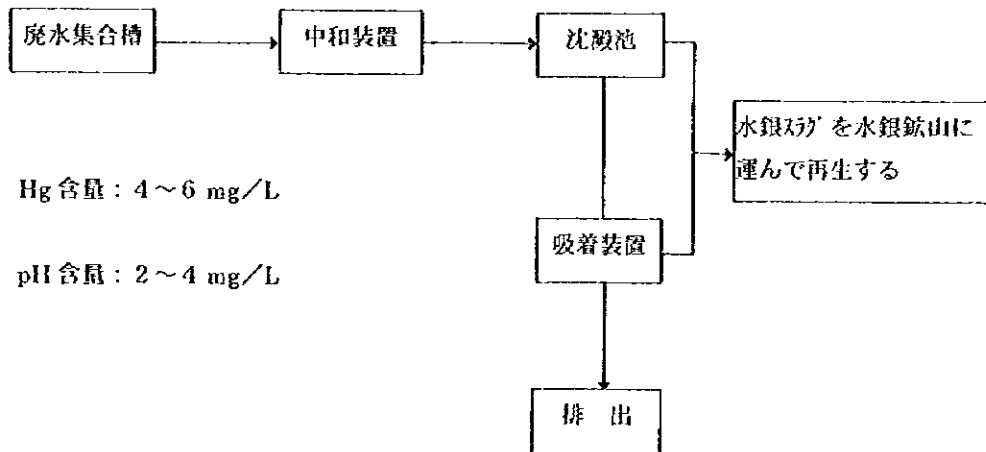 廃水集合槽
中和装置
沈殿池
水銀ｽﾗｸﾞを水銀鉱山に
運んで再生する
Hg 含量：4～6 mg／L
吸着装置
pH 含量：2～4 mg／L
排　出